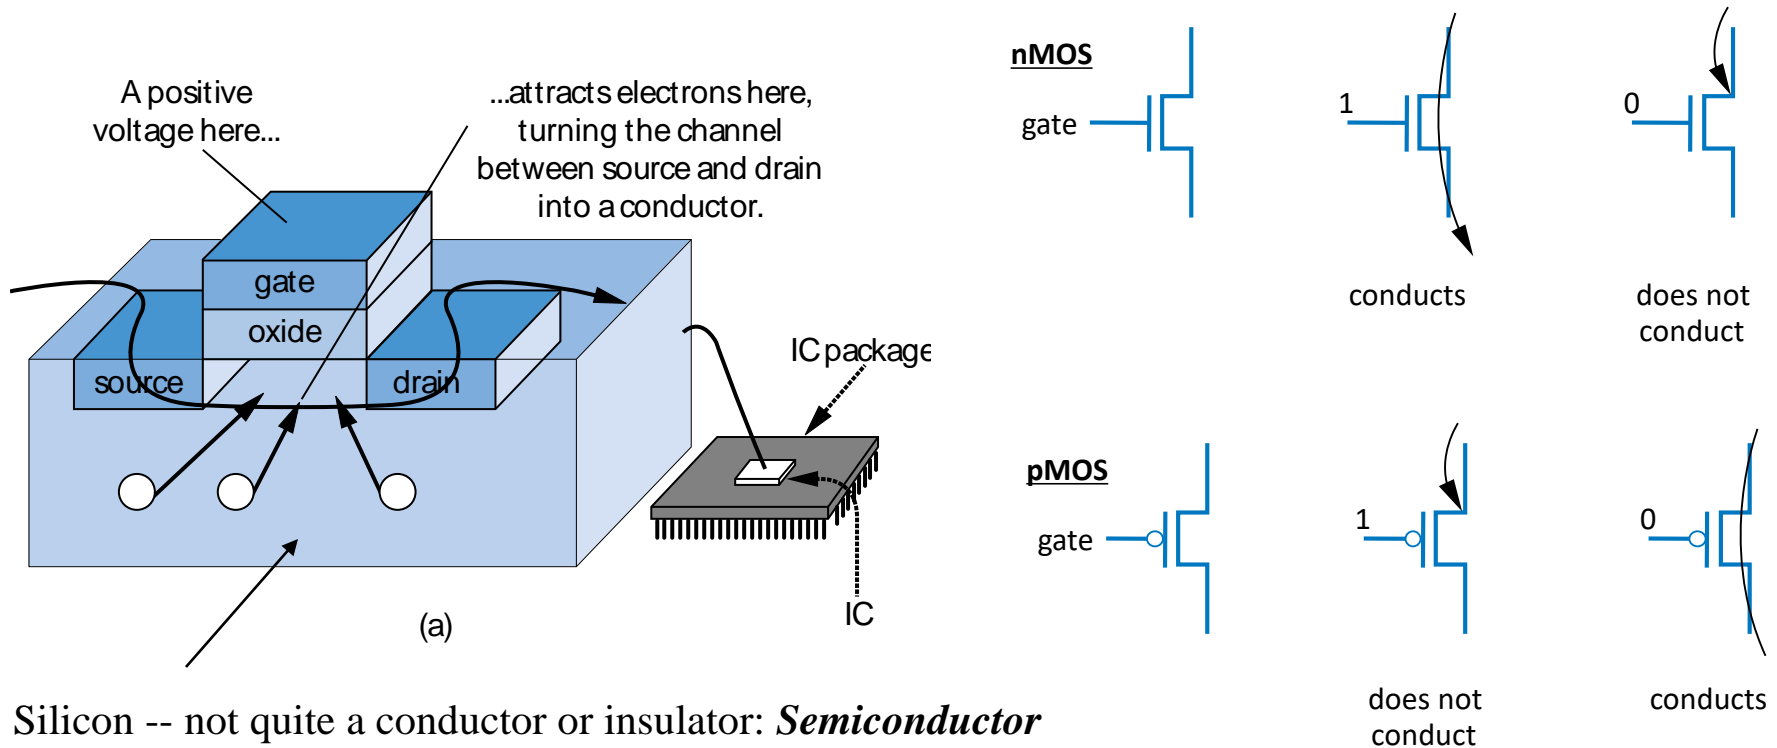 A positive
voltage here...
...attracts electrons here,
turning the channel
between source and drain
into a conductor.
gate
oxide
source
drain
IC package
IC
(a)
Silicon -- not quite a conductor or insulator: Semiconductor
nMOS
gate
1
conducts
0
does not
conduct
pMOS
gate
1
does not
conduct
0
conducts